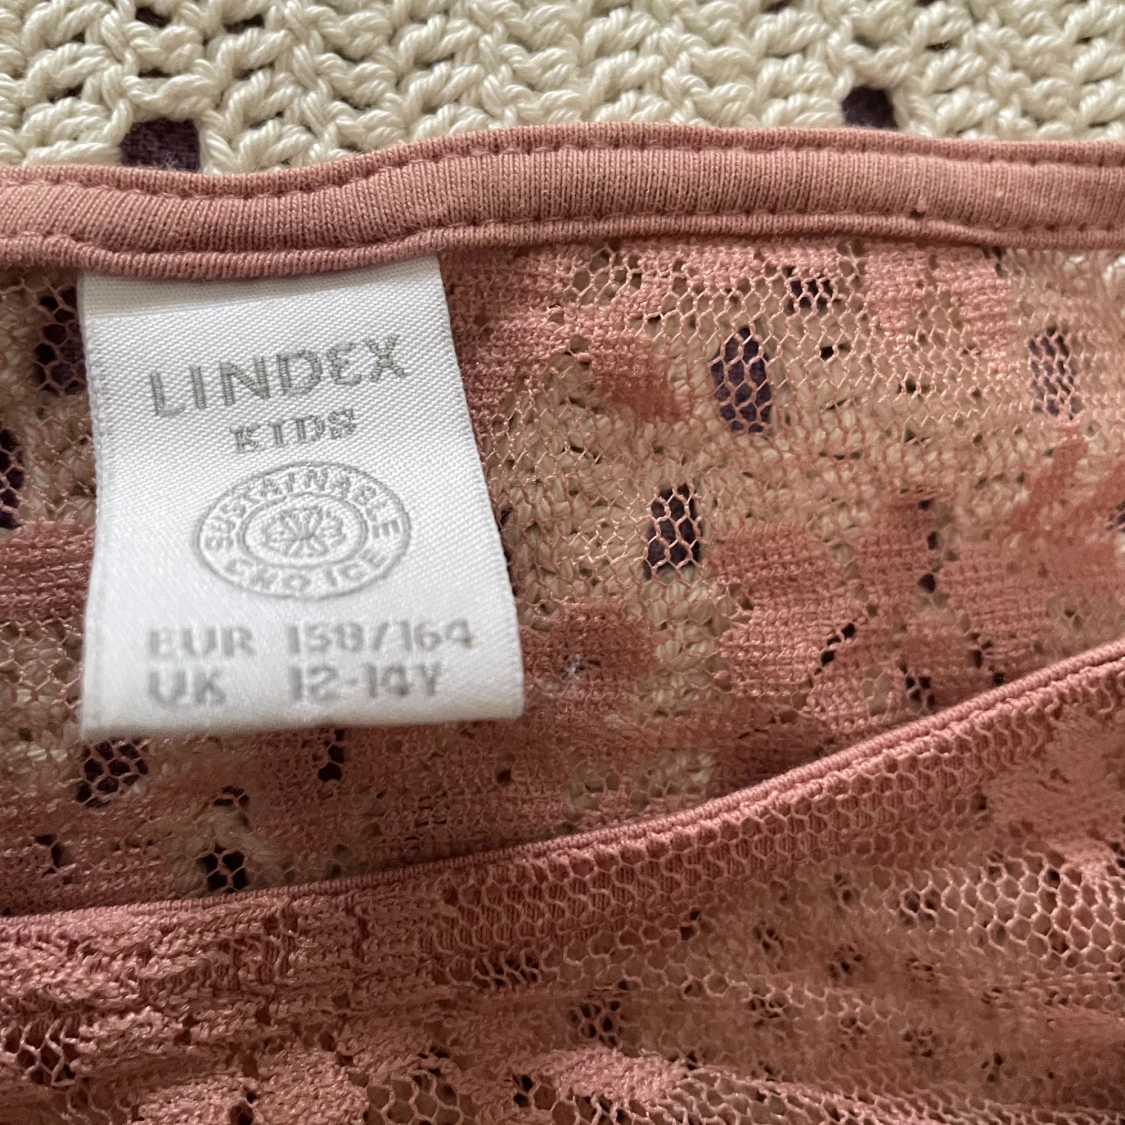 LINDEX
KIDS
SUSTAINABLE
CHOICE
EUR 158/164
UK 12-14Y